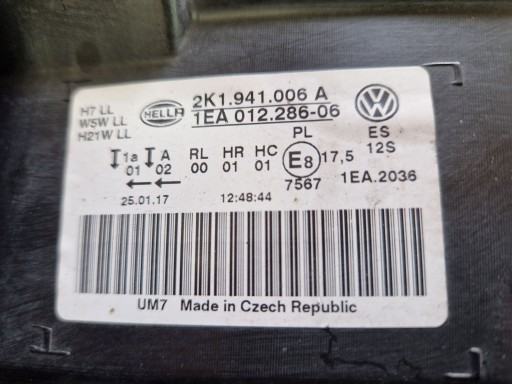 H7 LL
W5W LL
H21W LL
HELLA
2K1.941.006 A
1EA 012.286-06
VW
1a A RL HR HC PL ES
01 02 00 01 01 E8 17,5 12S
7567 1EA.2036
25.01.17 12:48:44
UM7 Made in Czech Republic